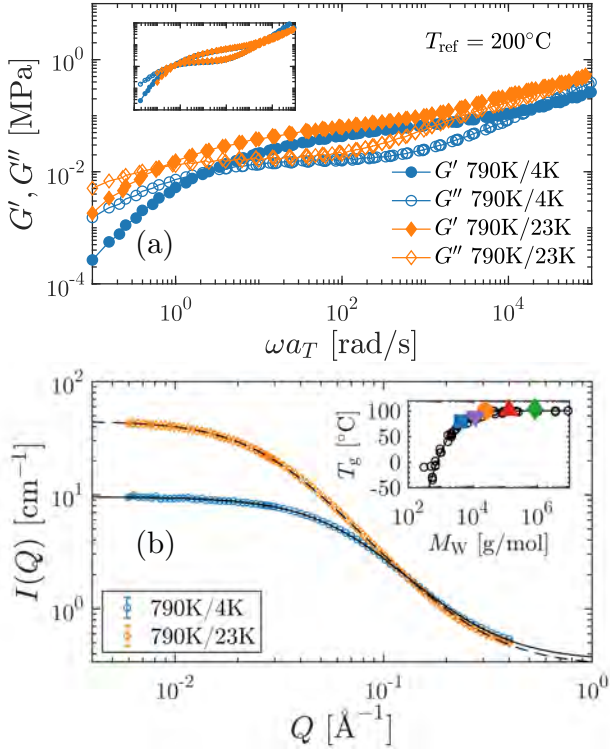 (a)
T_ref = 200°C
G′, G″ [MPa]
10^0
10^-2
10^-4
G′ 790K/4K
G″ 790K/4K
G′ 790K/23K
G″ 790K/23K
10^0 10^2 10^4
ωa_T [rad/s]
(b)
I(Q) [cm^-1]
10^2
10^1
10^0
790K/4K
790K/23K
T_g [°C]
100
50
0
-50
10^2 10^4 10^6
M_W [g/mol]
10^-2 10^-1 10^0
Q [Å^-1]